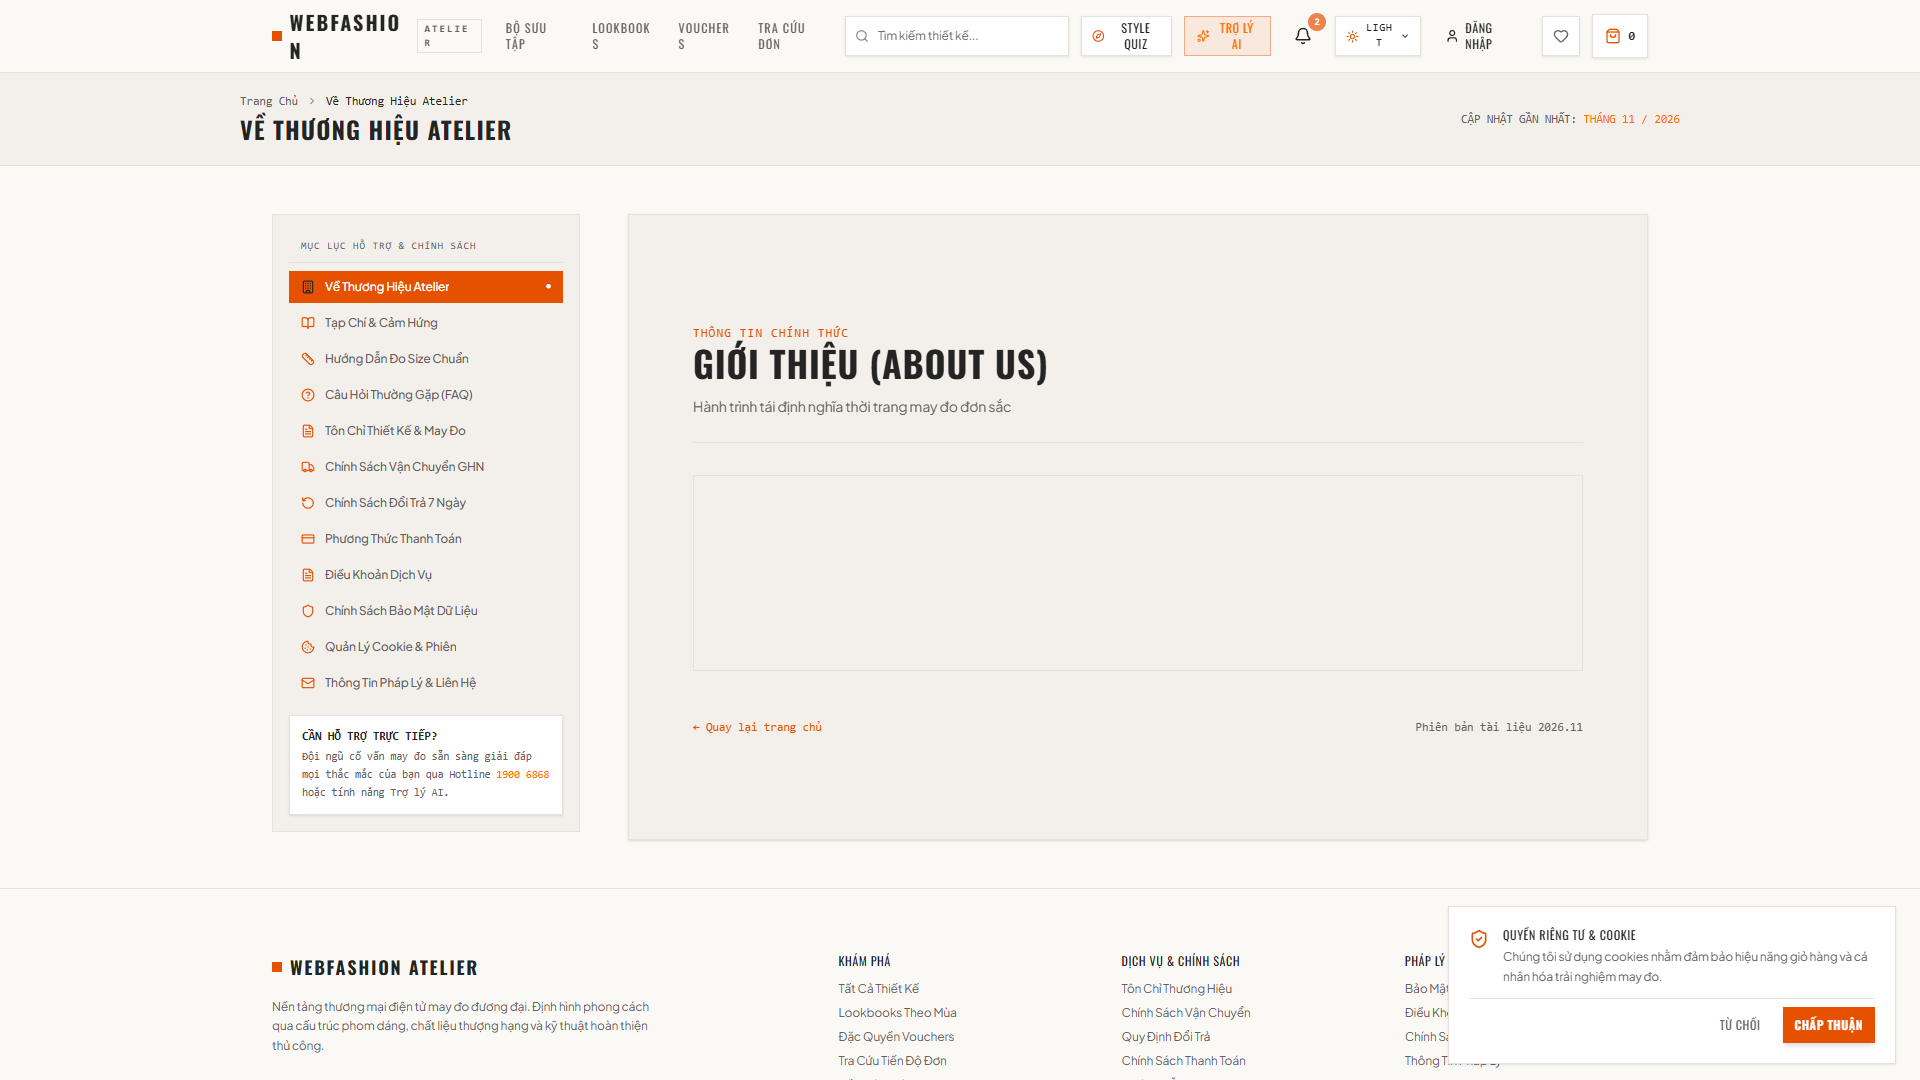 WEBFASHIO
N
ATELIE
R
BỘ SƯU
TẬP
LOOKBOOK
S
VOUCHER
S
TRA CỨU
ĐƠN
Tìm kiếm thiết kế...
STYLE
QUIZ
TRỢ LÝ
AI
2
LIGH
T
ĐĂNG
NHẬP
0
Trang Chủ > Về Thương Hiệu Atelier
VỀ THƯƠNG HIỆU ATELIER
CẬP NHẬT GẦN NHẤT: THÁNG 11 / 2026
MỤC LỤC HỖ TRỢ & CHÍNH SÁCH
Về Thương Hiệu Atelier
Tạp Chí & Cảm Hứng
Hướng Dẫn Đo Size Chuẩn
Câu Hỏi Thường Gặp (FAQ)
Tôn Chỉ Thiết Kế & May Đo
Chính Sách Vận Chuyển GHN
Chính Sách Đổi Trả 7 Ngày
Phương Thức Thanh Toán
Điều Khoản Dịch Vụ
Chính Sách Bảo Mật Dữ Liệu
Quản Lý Cookie & Phiên
Thông Tin Pháp Lý & Liên Hệ
CẦN HỖ TRỢ TRỰC TIẾP?
Đội ngũ cố vấn may đo sẵn sàng giải đáp
mọi thắc mắc của bạn qua Hotline 1900 6868
hoặc tính năng Trợ lý AI.
THÔNG TIN CHÍNH THỨC
GIỚI THIỆU (ABOUT US)
Hành trình tái định nghĩa thời trang may đo đơn sắc
← Quay lại trang chủ
Phiên bản tài liệu 2026.11
WEBFASHION ATELIER
Nền tảng thương mại điện tử may đo đương đại. Định hình phong cách
qua cấu trúc phom dáng, chất liệu thượng hạng và kỹ thuật hoàn thiện
thủ công.
KHÁM PHÁ
Tất Cả Thiết Kế
Lookbooks Theo Mùa
Đặc Quyền Vouchers
Tra Cứu Tiến Độ Đơn
DỊCH VỤ & CHÍNH SÁCH
Tôn Chỉ Thương Hiệu
Chính Sách Vận Chuyển
Quy Định Đổi Trả
Chính Sách Thanh Toán
PHÁP LÝ
Bảo Mật
QUYỀN RIÊNG TƯ & COOKIE
Chúng tôi sử dụng cookies nhằm đảm bảo hiệu năng giỏ hàng và cá
nhân hóa trải nghiệm may đo.
TỪ CHỐI
CHẤP THUẬN